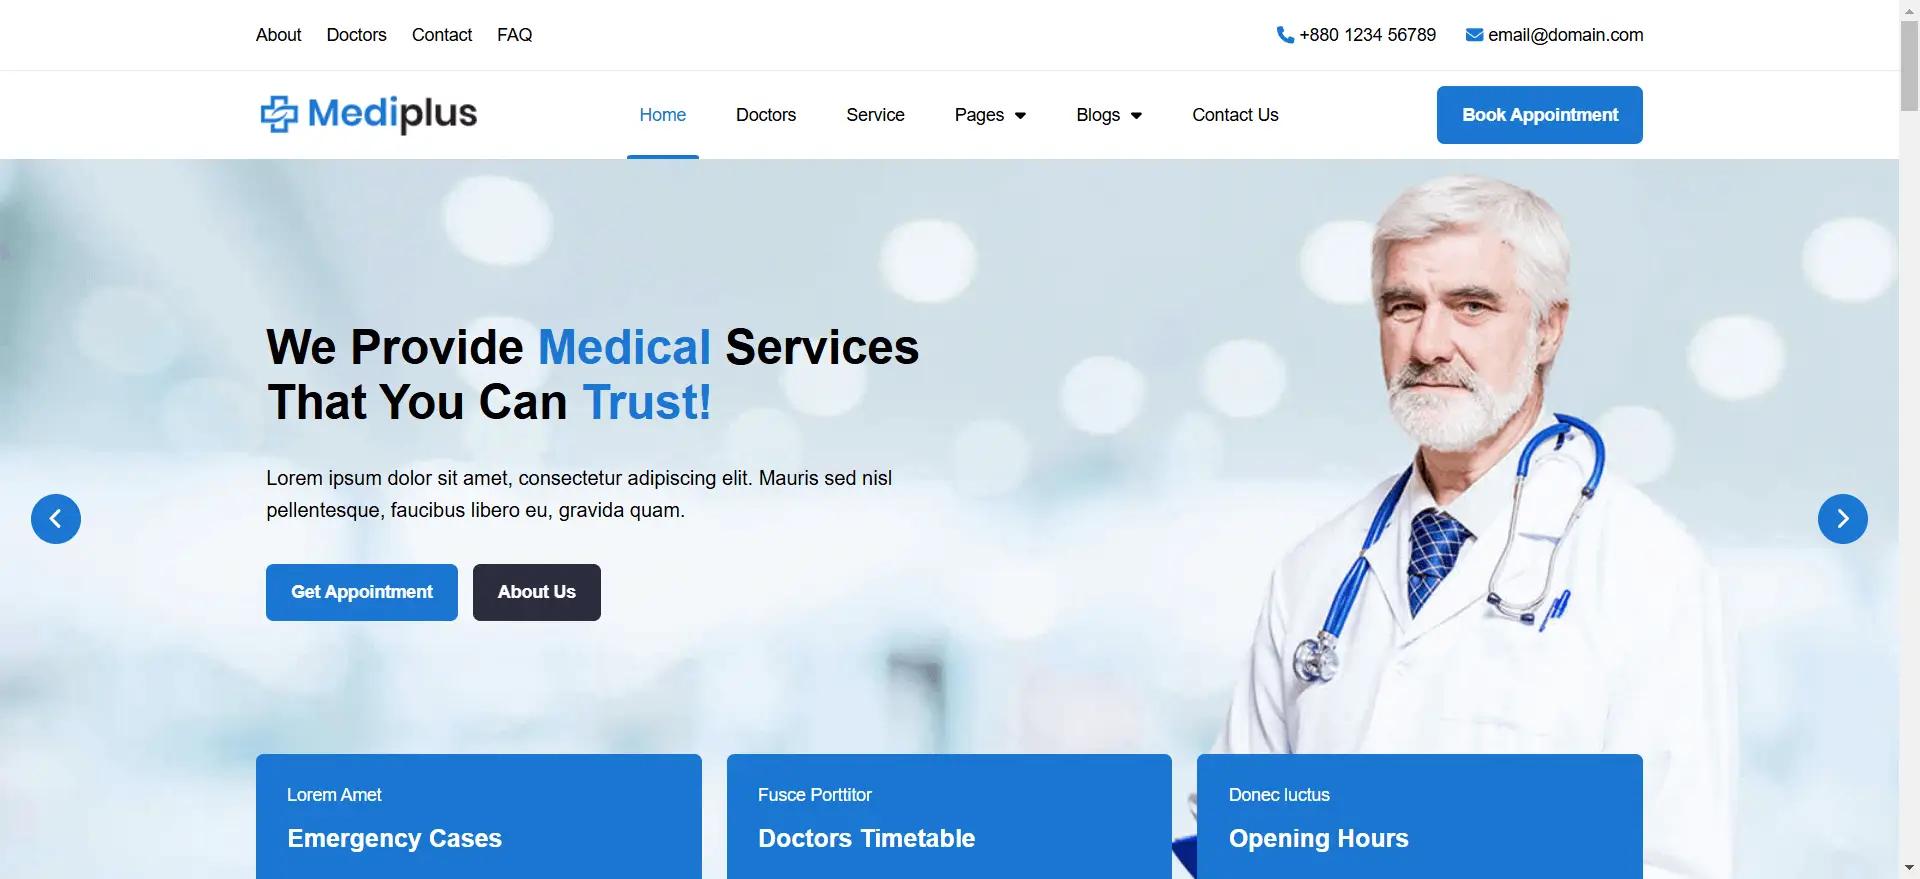 About Doctors Contact FAQ
+880 1234 56789 email@domain.com
Mediplus
Home Doctors Service Pages Blogs Contact Us
Book Appointment
We Provide Medical Services
That You Can Trust!
Lorem ipsum dolor sit amet, consectetur adipiscing elit. Mauris sed nisl
pellentesque, faucibus libero eu, gravida quam.
Get Appointment
About Us
Lorem Amet
Emergency Cases
Fusce Porttitor
Doctors Timetable
Donec luctus
Opening Hours